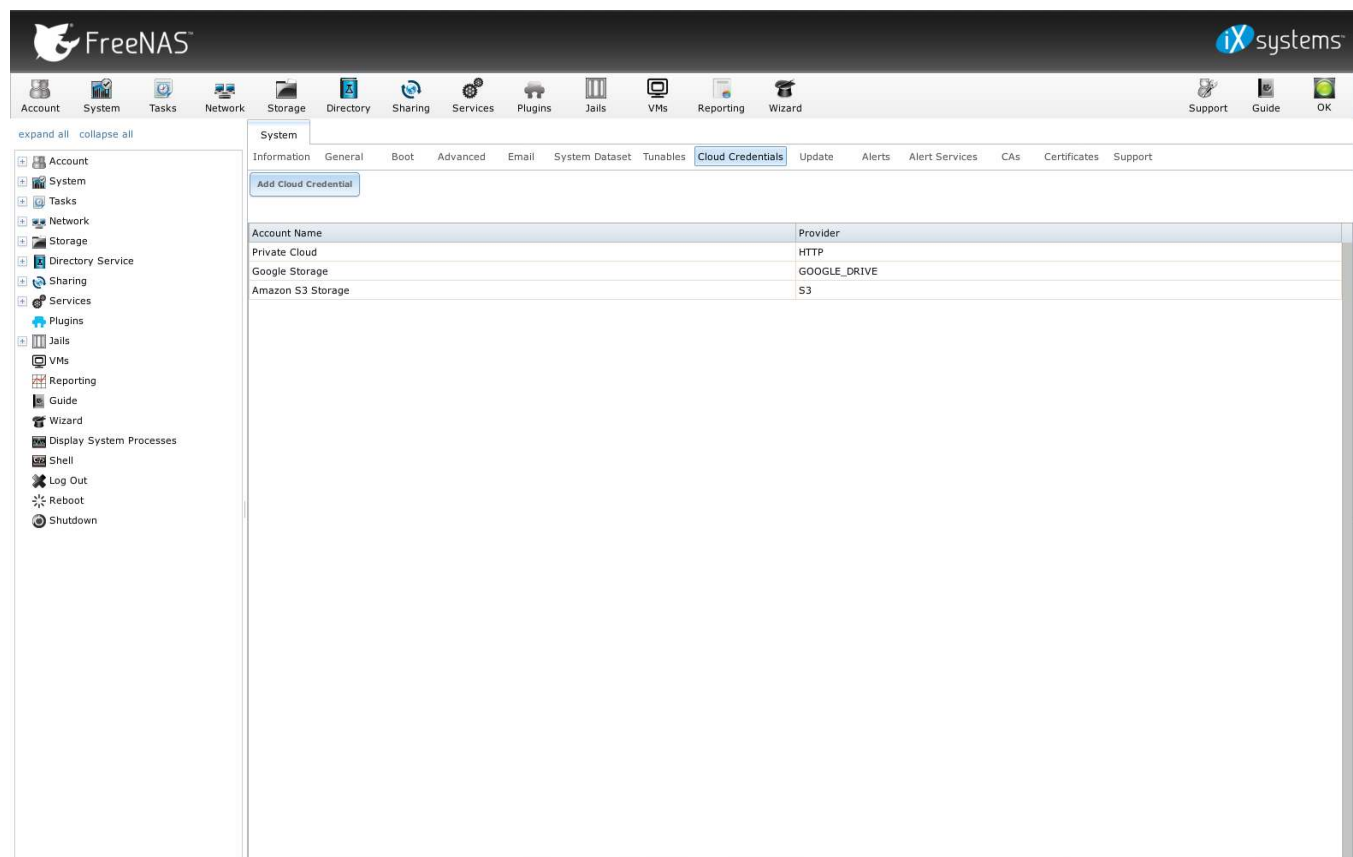 FreeNAS™
iXsystems™
Account System Tasks Network Storage Directory Sharing Services Plugins Jails VMs Reporting Wizard Support Guide OK
expand all collapse all
System
Information General Boot Advanced Email System Dataset Tunables Cloud Credentials Update Alerts Alert Services CAs Certificates Support
Add Cloud Credential
Account Name Provider
Private Cloud HTTP
Google Storage GOOGLE_DRIVE
Amazon S3 Storage S3
Account
System
Tasks
Network
Storage
Directory Service
Sharing
Services
Plugins
Jails
VMs
Reporting
Guide
Wizard
Display System Processes
Shell
Log Out
Reboot
Shutdown